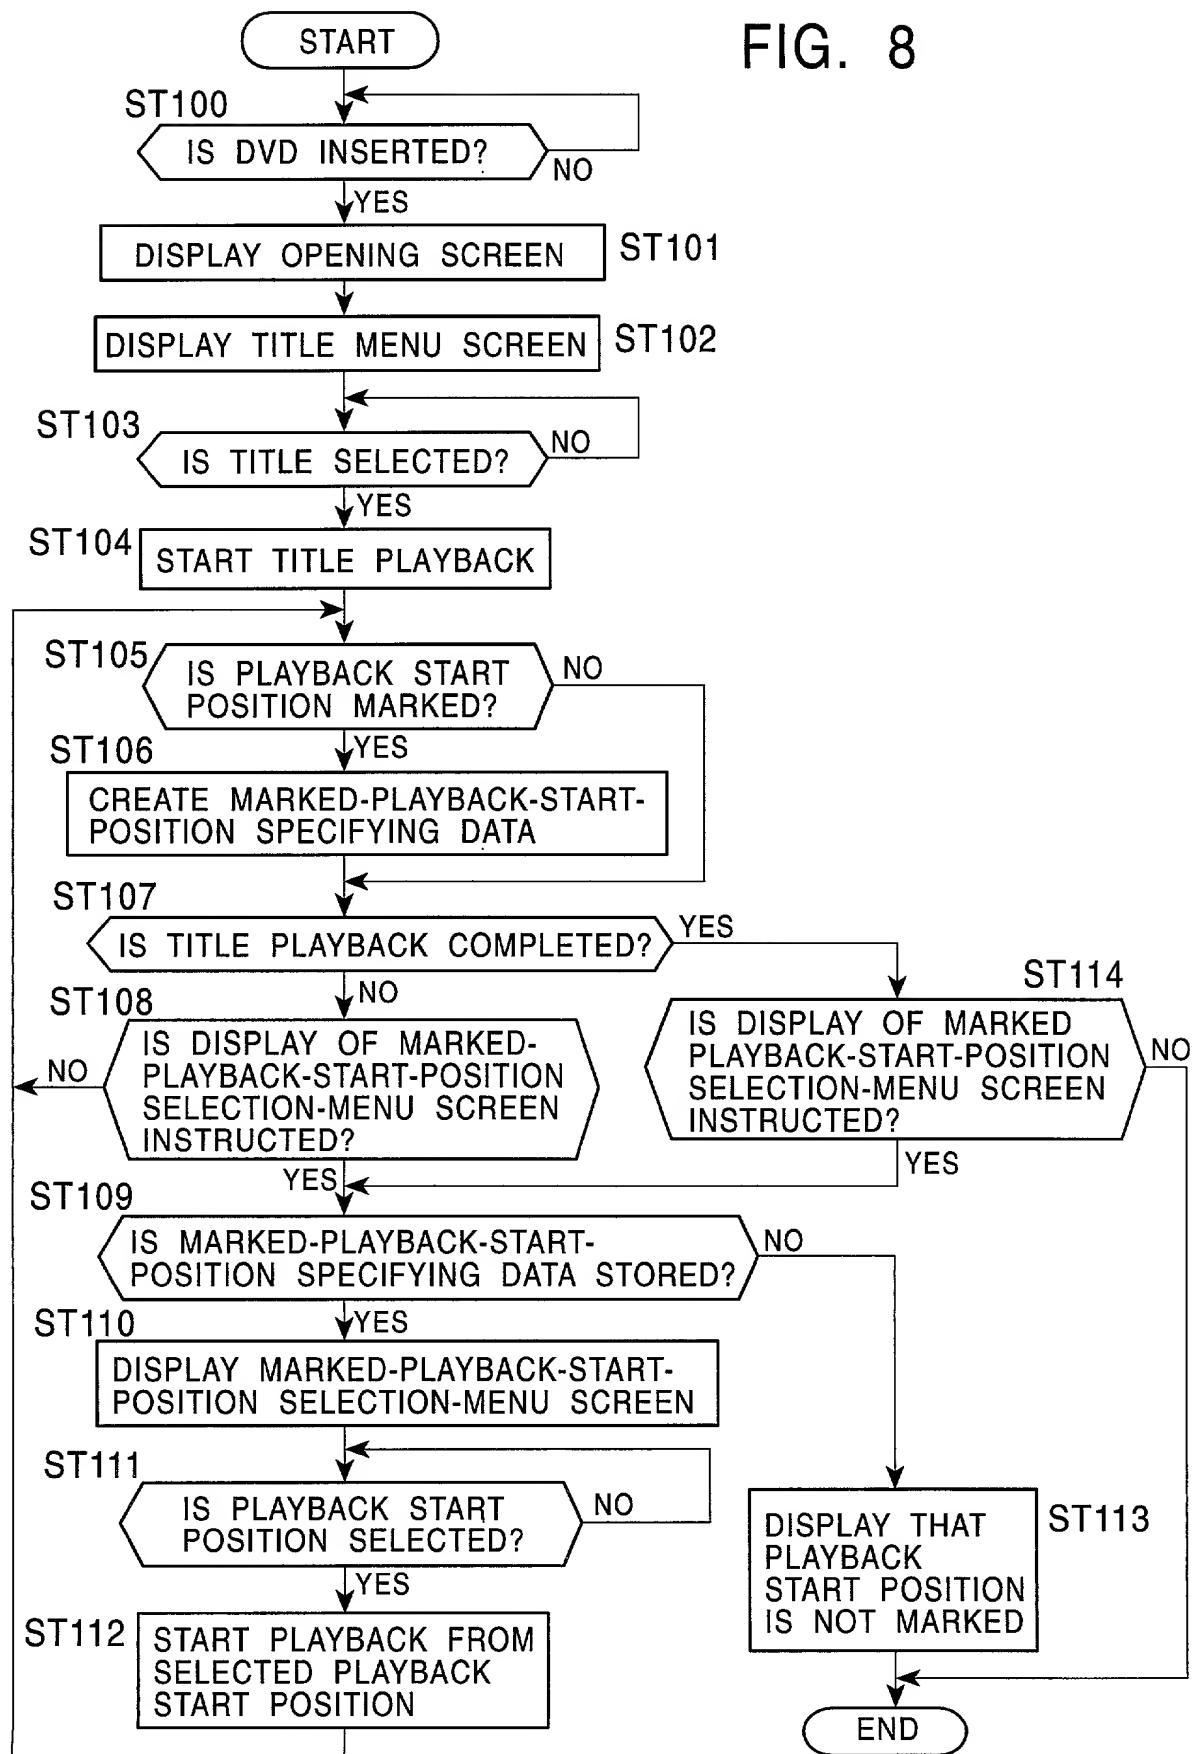 START
FIG. 8
ST100
IS DVD INSERTED?
NO
YES
DISPLAY OPENING SCREEN
ST101
DISPLAY TITLE MENU SCREEN
ST102
ST103
NO
IS TITLE SELECTED?
YES
ST104
START TITLE PLAYBACK
ST105
IS PLAYBACK START
POSITION MARKED?
NO
YES
ST106
CREATE MARKED-PLAYBACK-START-
POSITION SPECIFYING DATA
ST107
IS TITLE PLAYBACK COMPLETED?
YES
NO
ST108
IS DISPLAY OF MARKED-
PLAYBACK-START-POSITION
SELECTION-MENU SCREEN
INSTRUCTED?
NO
YES
ST114
IS DISPLAY OF MARKED
PLAYBACK-START-POSITION
SELECTION-MENU SCREEN
INSTRUCTED?
NO
YES
ST109
IS MARKED-PLAYBACK-START-
POSITION SPECIFYING DATA STORED?
NO
YES
ST110
DISPLAY MARKED-PLAYBACK-START-
POSITION SELECTION-MENU SCREEN
ST111
IS PLAYBACK START
POSITION SELECTED?
NO
YES
ST112
START PLAYBACK FROM
SELECTED PLAYBACK
START POSITION
DISPLAY THAT
PLAYBACK
START POSITION
IS NOT MARKED
ST113
END